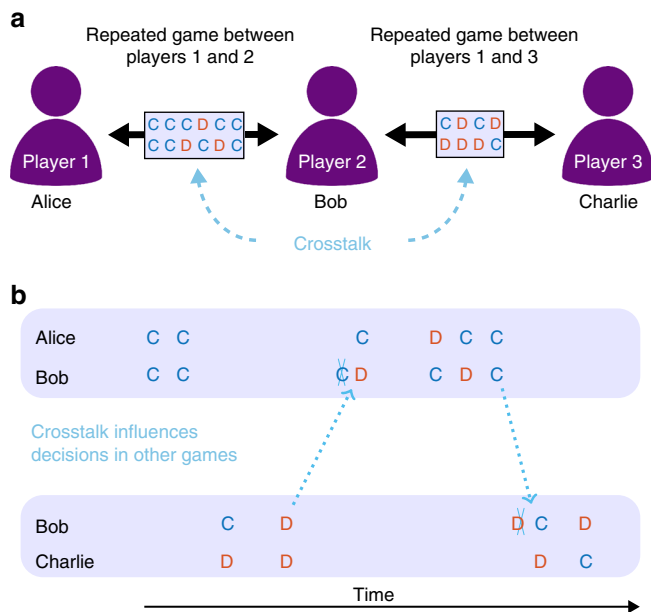 a
Repeated game between
players 1 and 2
Repeated game between
players 1 and 3
C C C D C C
C C D C D C
C D C D
D D D C
Player 1
Player 2
Player 3
Alice
Bob
Charlie
Crosstalk
b
Alice C C C D C C
Bob C C C D C D C
Crosstalk influences
decisions in other games
Bob C D D C D
Charlie D D D C
Time